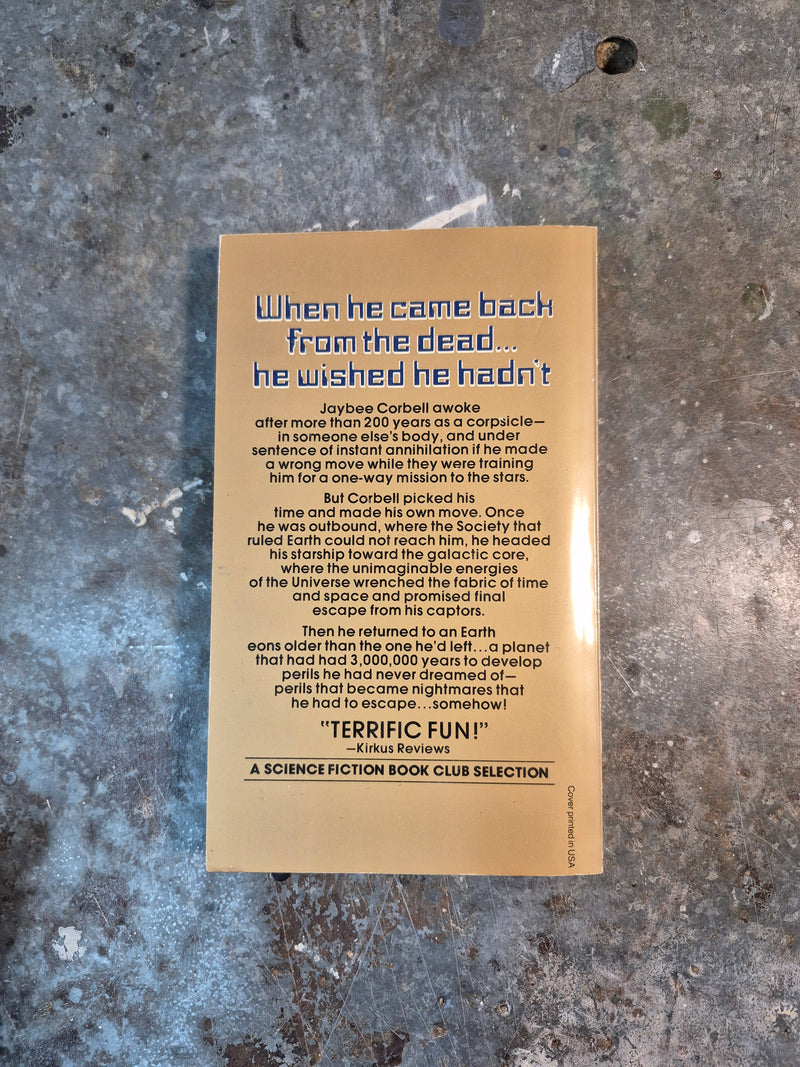 When he came back
from the dead...
he wished he hadn't
Jaybee Corbell awoke
after more than 200 years as a corpsicle—
in someone else's body, and under
sentence of instant annihilation if he made
a wrong move while they were training
him for a one-way mission to the stars.
But Corbell picked his
time and made his own move. Once
he was outbound, where the Society that
ruled Earth could not reach him, he headed
his starship toward the galactic core,
where the unimaginable energies
of the Universe wrenched the fabric of time
and space and promised final
escape from his captors.
Then he returned to an Earth
eons older than the one he'd left...a planet
that had had 3,000,000 years to develop
perils he had never dreamed of—
perils that became nightmares that
he had to escape...somehow!
"TERRIFIC FUN!"
—Kirkus Reviews
A SCIENCE FICTION BOOK CLUB SELECTION
Cover printed in USA